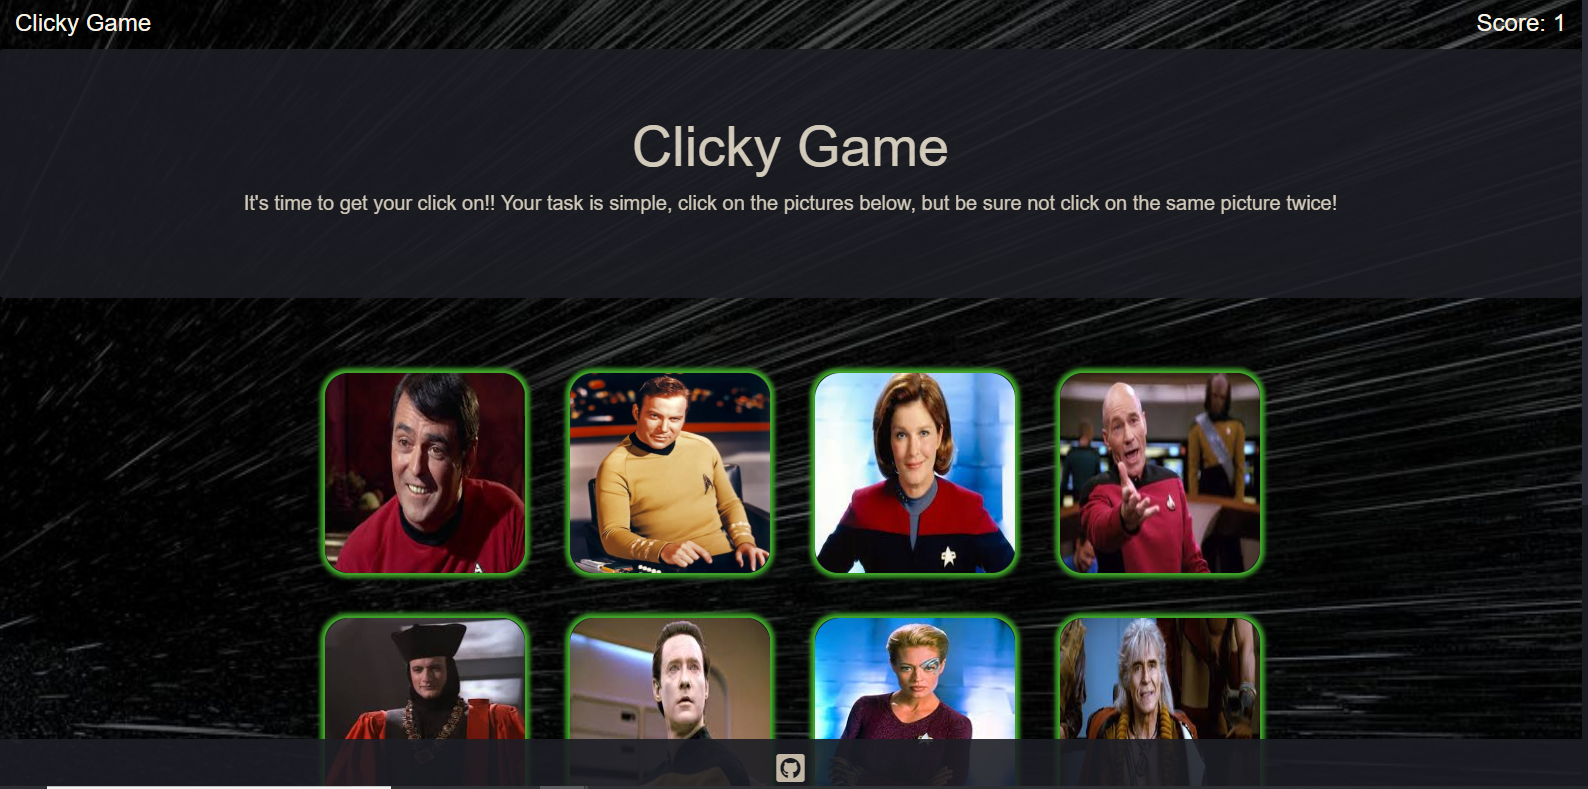 Clicky Game
Score: 1
Clicky Game
It's time to get your click on!! Your task is simple, click on the pictures below, but be sure not click on the same picture twice!